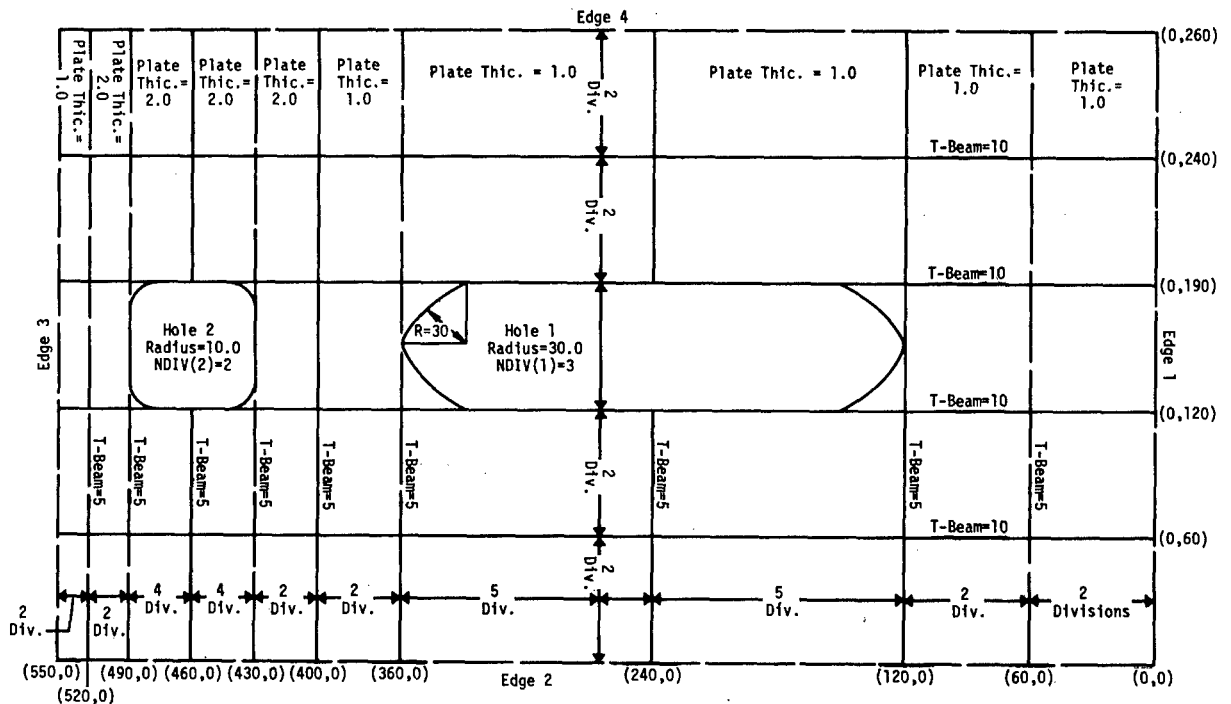 Edge 4
(0,260)
Plate Thic.=
1.0
Plate Thic.=
2.0
Plate
Thic.=
2.0
Plate
Thic.=
2.0
Plate
Thic.=
2.0
Plate
Thic.=
1.0
Plate Thic. = 1.0
2
Div.
Plate Thic. = 1.0
Plate Thic.=
1.0
Plate
Thic.=
1.0
T-Beam=10
(0,240)
2
Div.
T-Beam=10
(0,190)
Edge 3
Hole 2
Radius=10.0
NDIV(2)=2
R=30
Hole 1
Radius=30.0
NDIV(1)=3
2
Div.
Edge 1
T-Beam=10
(0,120)
T-Beam=5
T-Beam=5
T-Beam=5
T-Beam=5
T-Beam=5
T-Beam=5
T-Beam=5
T-Beam=5
T-Beam=5
2
Div.
T-Beam=10
(0,60)
2
Div.
2
Div.
2
Div.
4
Div.
4
Div.
2
Div.
2
Div.
5
Div.
5
Div.
2
Div.
2
Divisions
(550,0)
(520,0)
(490,0)
(460,0)
(430,0)
(400,0)
(360,0)
Edge 2
(240,0)
(120,0)
(60,0)
(0,0)